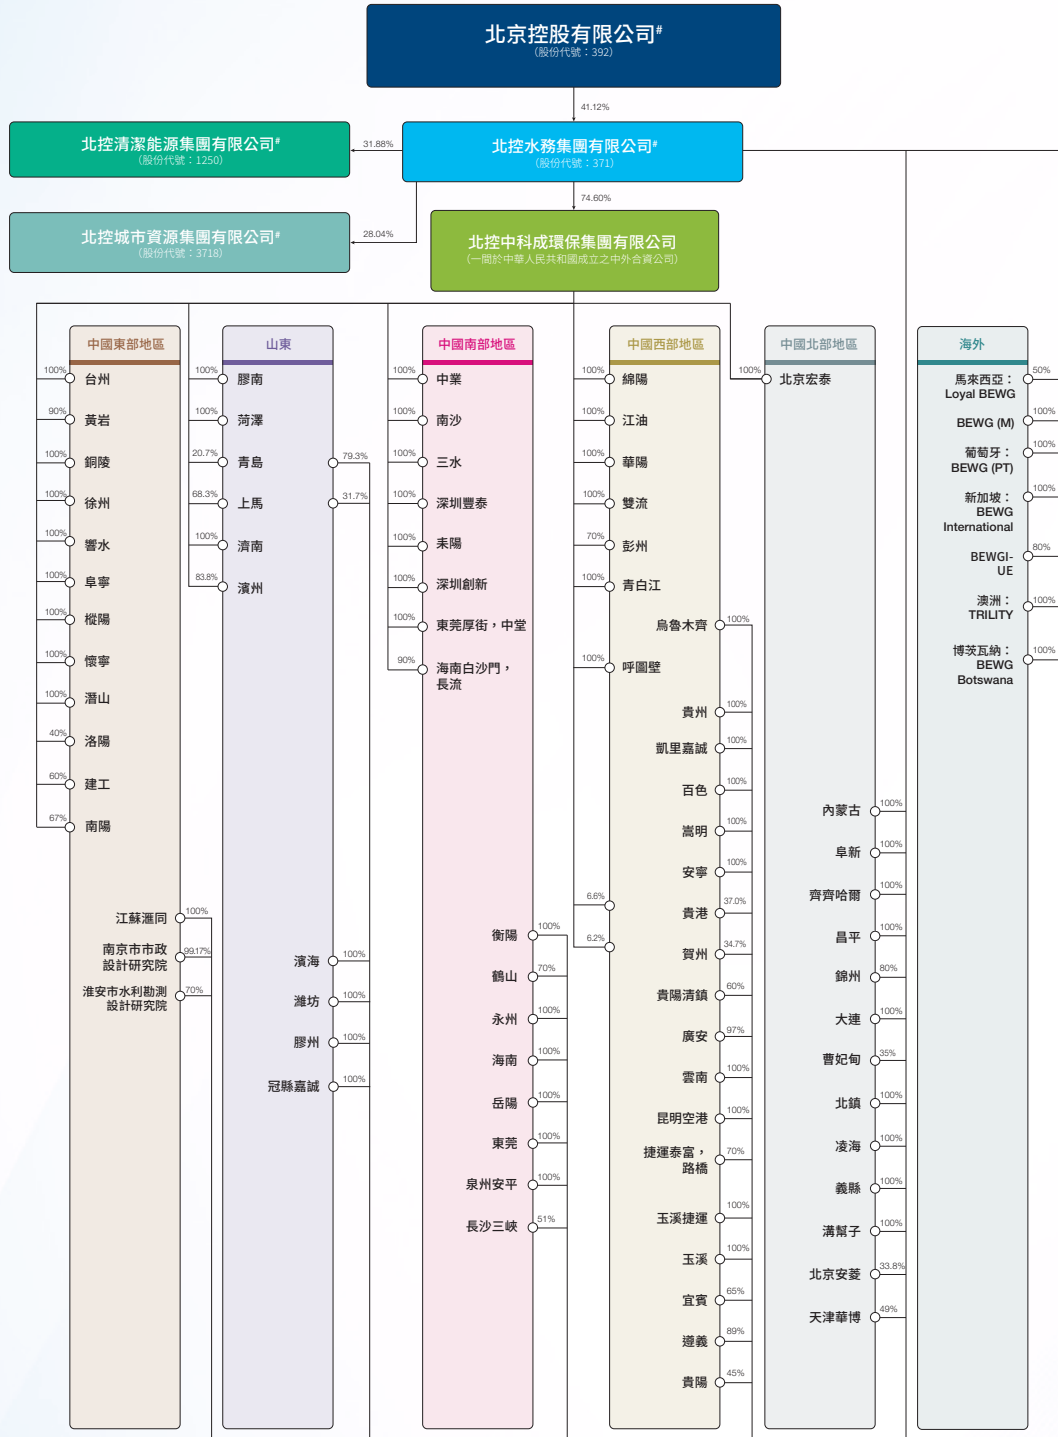 北京控股有限公司#
(股份代號：392)
41.12%
北控清潔能源集團有限公司#
(股份代號：1250)
31.88%
北控水務集團有限公司#
(股份代號：371)
74.60%
北控城市資源集團有限公司#
(股份代號：3718)
28.04%
北控中科成環保集團有限公司
(一間於中華人民共和國成立之中外合資公司)
中國東部地區
100%
台州
90%
黃岩
100%
銅陵
100%
徐州
100%
響水
100%
阜寧
100%
樅陽
100%
懷寧
100%
潛山
40%
洛陽
60%
建工
67%
南陽
江蘇滙同
100%
南京市市政
設計研究院
99.17%
淮安市水利勘測
設計研究院
70%
山東
100%
膠南
100%
菏澤
20.7%
青島
79.3%
68.3%
上馬
31.7%
100%
濟南
83.8%
濱州
濱海
100%
濰坊
100%
膠州
100%
冠縣嘉誠
100%
中國南部地區
100%
中業
100%
南沙
100%
三水
100%
深圳豐泰
100%
耒陽
100%
深圳創新
100%
東莞厚街，中堂
90%
海南白沙門，
長流
衡陽
100%
鶴山
70%
永州
100%
海南
100%
岳陽
100%
東莞
100%
泉州安平
100%
長沙三峽
51%
中國西部地區
100%
綿陽
100%
江油
100%
華陽
100%
雙流
70%
彭州
100%
青白江
烏魯木齊
100%
100%
呼圖壁
貴州
100%
凱里嘉誠
100%
百色
100%
嵩明
100%
安寧
100%
6.6%
貴港
37.0%
6.2%
賀州
34.7%
貴陽清鎮
60%
廣安
97%
雲南
100%
昆明空港
100%
捷運泰富，
路橋
70%
玉溪捷運
100%
玉溪
100%
宜賓
65%
遵義
89%
貴陽
45%
中國北部地區
100%
北京宏泰
內蒙古
100%
阜新
100%
齊齊哈爾
100%
昌平
100%
錦州
80%
大連
100%
曹妃甸
35%
北鎮
100%
凌海
100%
義縣
100%
溝幫子
100%
北京安菱
33.8%
天津華博
49%
海外
馬來西亞：
Loyal BEWG
50%
BEWG (M)
100%
葡萄牙：
BEWG (PT)
100%
新加坡：
BEWG
International
100%
BEWGI-
UE
80%
澳洲：
TRILITY
100%
博茨瓦納：
BEWG
Botswana
100%